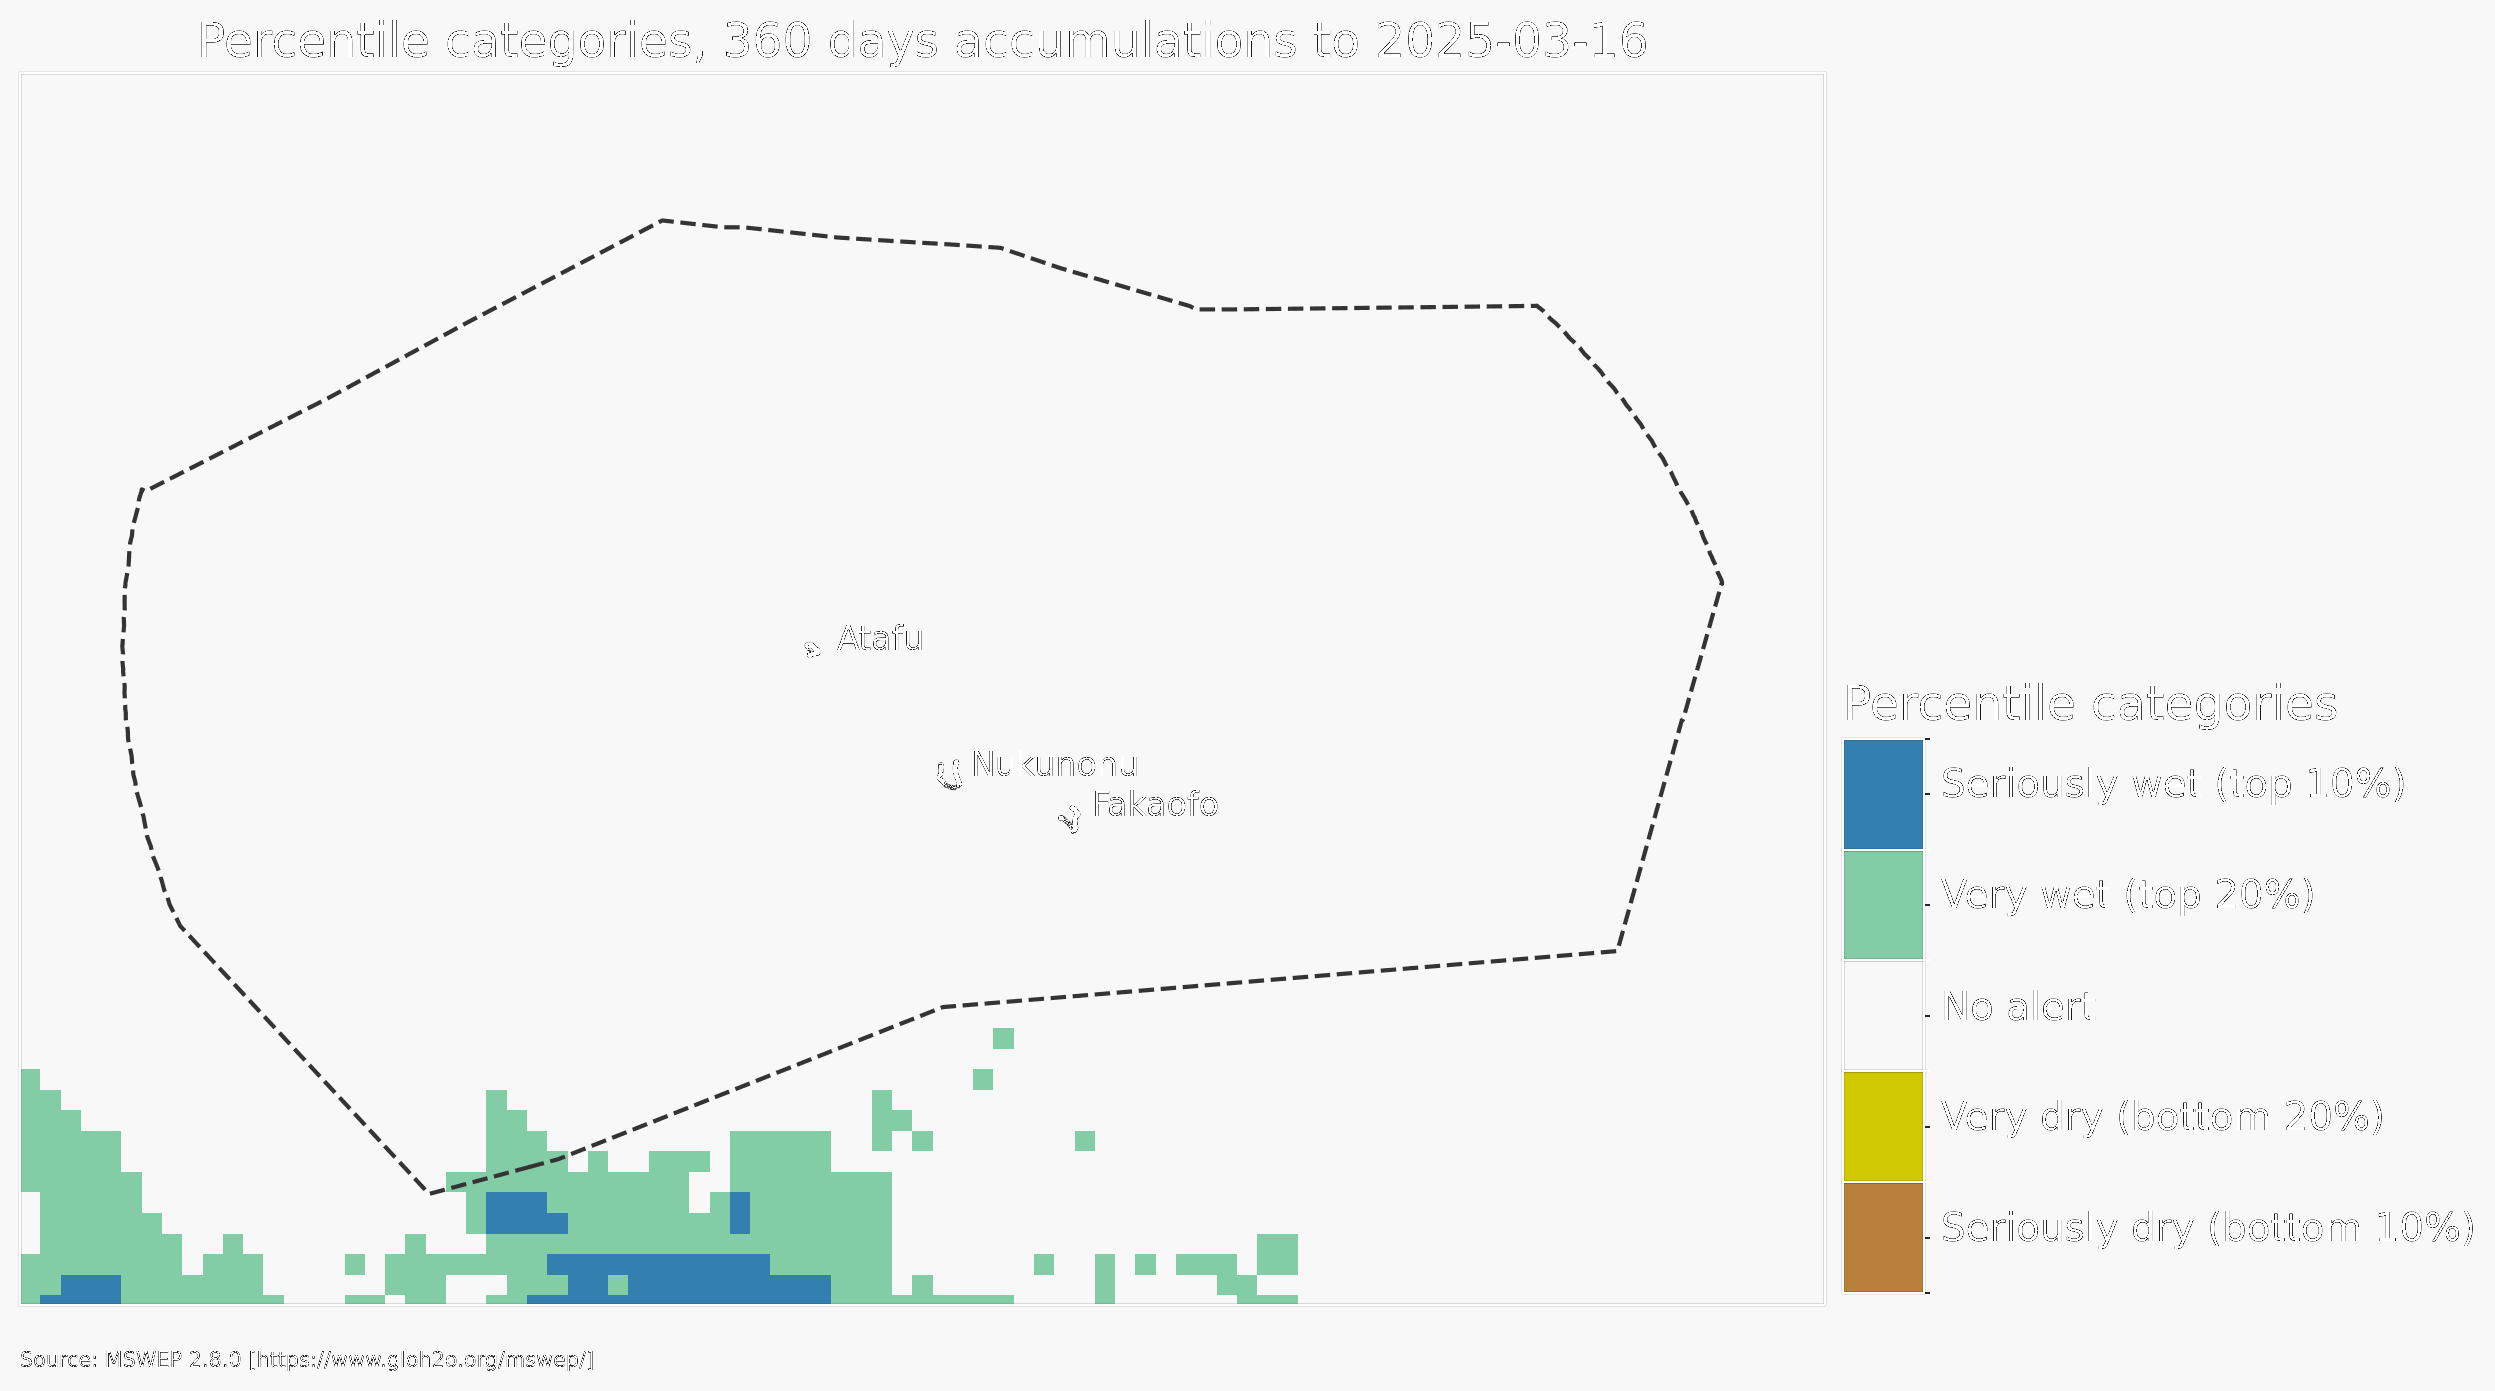 Percentile categories, 360 days accumulations to 2025-03-16
Atafu
Nukunonu
Fakaofo
Percentile categories
Seriously wet (top 10%)
Very wet (top 20%)
No alert
Very dry (bottom 20%)
Seriously dry (bottom 10%)
Source: MSWEP 2.8.0 [https://www.gloh2o.org/mswep/]